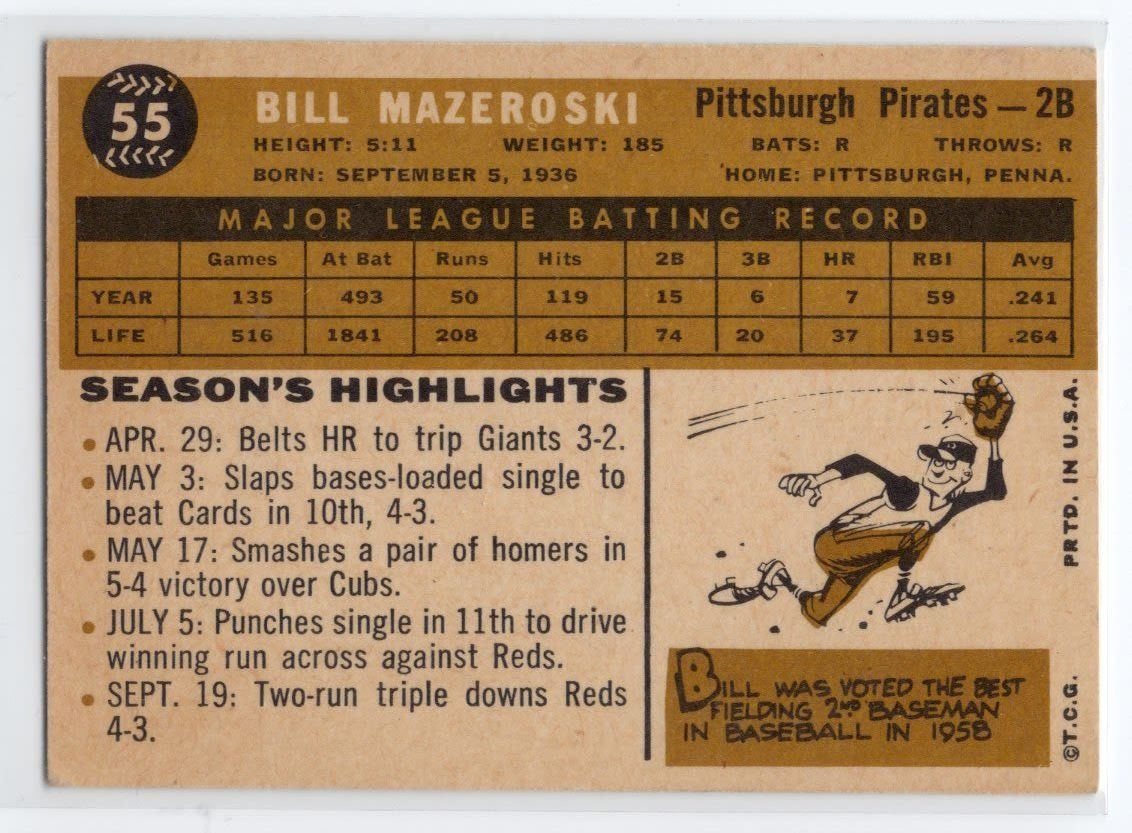 55
BILL MAZEROSKI Pittsburgh Pirates — 2B
HEIGHT: 5:11 WEIGHT: 185 BATS: R THROWS: R
BORN: SEPTEMBER 5, 1936 HOME: PITTSBURGH, PENNA.
MAJOR LEAGUE BATTING RECORD
Games At Bat Runs Hits 2B 3B HR RBI Avg
YEAR 135 493 50 119 15 6 7 59 .241
LIFE 516 1841 208 486 74 20 37 195 .264
SEASON'S HIGHLIGHTS
• APR. 29: Belts HR to trip Giants 3-2.
• MAY 3: Slaps bases-loaded single to
beat Cards in 10th, 4-3.
• MAY 17: Smashes a pair of homers in
5-4 victory over Cubs.
• JULY 5: Punches single in 11th to drive
winning run across against Reds.
• SEPT. 19: Two-run triple downs Reds
4-3.
BILL WAS VOTED THE BEST
FIELDING 2ND BASEMAN
IN BASEBALL IN 1958
©T.C.G. PRTD. IN U.S.A.